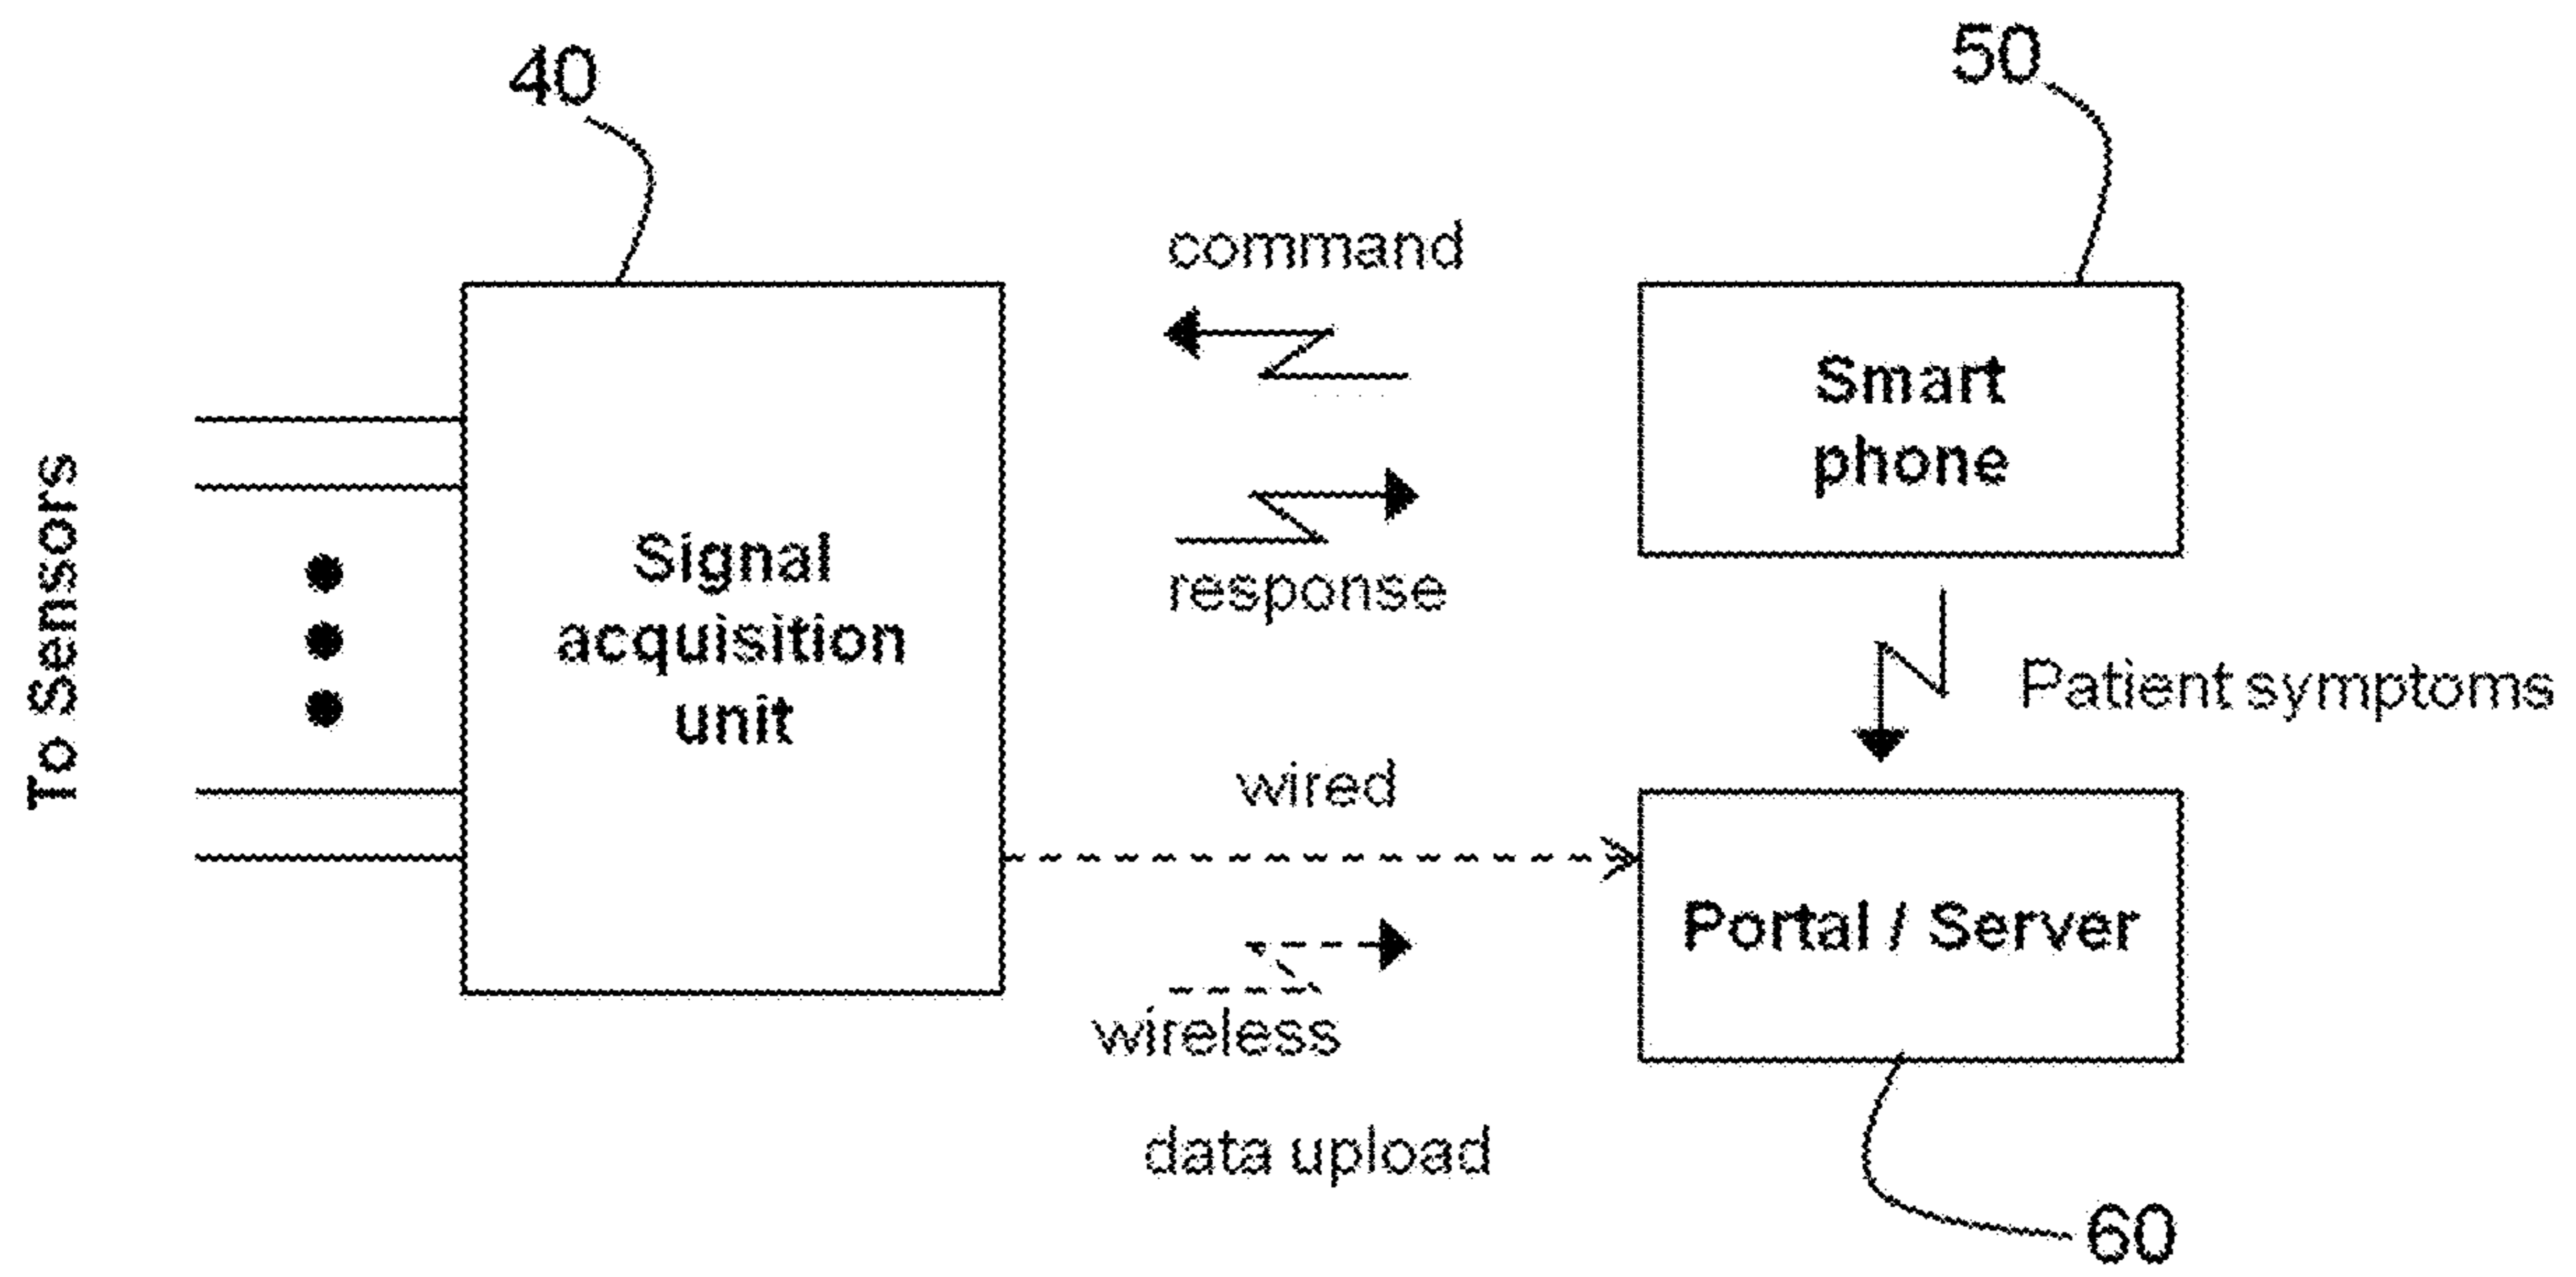 40
50
command
Smart
phone
To Sensors
Signal
acquisition
unit
response
Patient symptoms
wired
Portal / Server
wireless
data upload
60